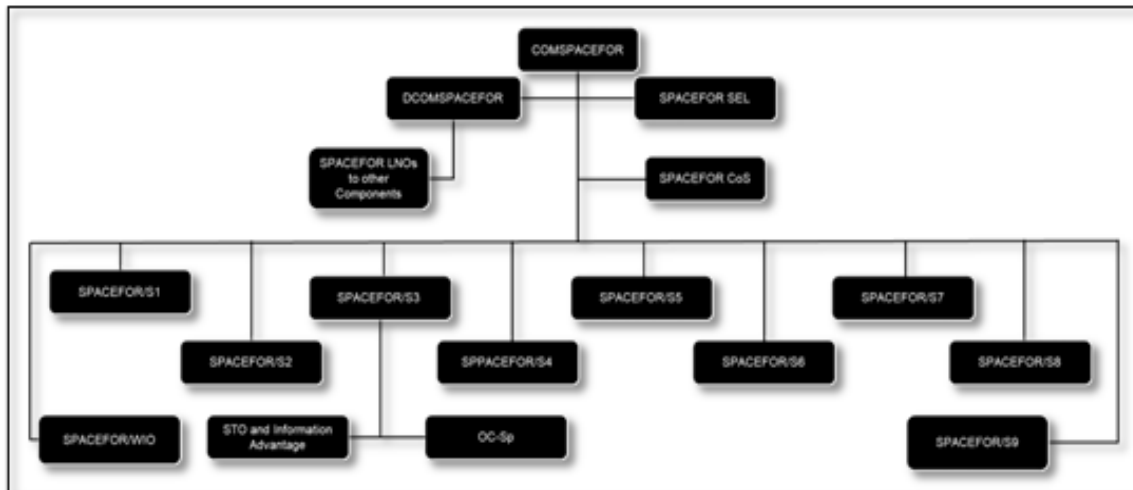 COMSPACEFOR
DCOMSPACEFOR
SPACEFOR SEL
SPACEFOR LNOs
to other
Components
SPACEFOR CoS
SPACEFOR/S1
SPACEFOR/S3
SPACEFOR/S5
SPACEFOR/S7
SPACEFOR/S2
SPPACEFOR/S4
SPACEFOR/S6
SPACEFOR/S8
SPACEFOR/WIO
STO and Information
Advantage
OC-Sp
SPACEFOR/S9